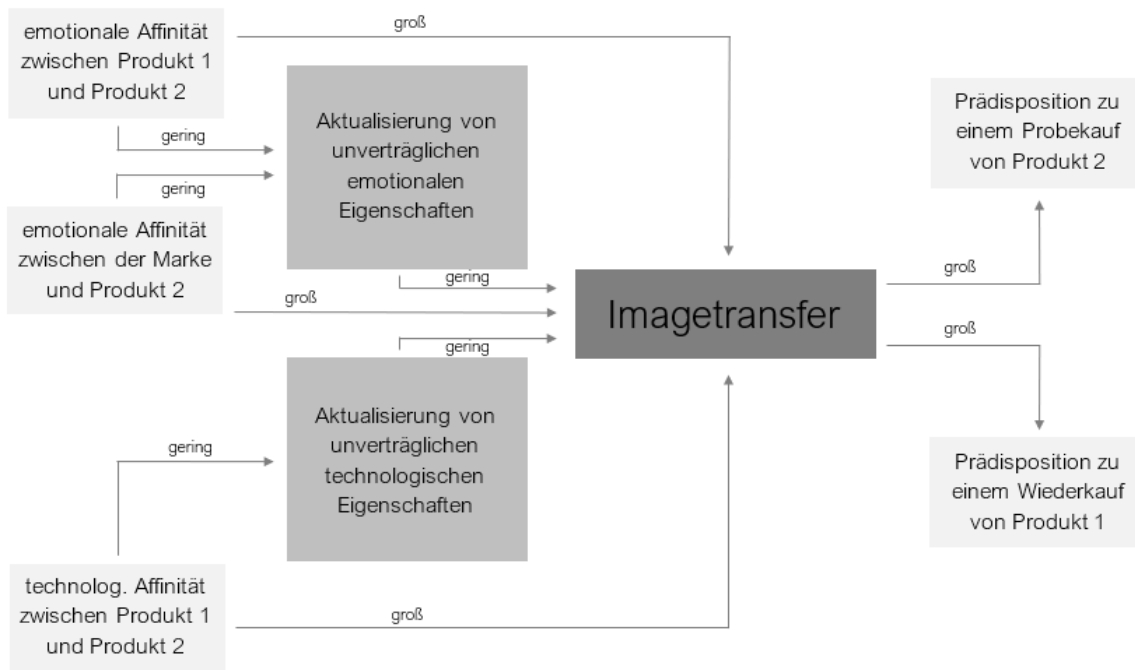 emotionale Affinität
zwischen Produkt 1
und Produkt 2
groß
gering
Aktualisierung von
unverträglichen
emotionalen
Eigenschaften
gering
emotionale Affinität
zwischen der Marke
und Produkt 2
gering
groß
gering
Aktualisierung von
unverträglichen
technologischen
Eigenschaften
gering
technolog. Affinität
zwischen Produkt 1
und Produkt 2
groß
Imagetransfer
groß
Prädisposition zu
einem Probekauf
von Produkt 2
groß
Prädisposition zu
einem Wiederkauf
von Produkt 1